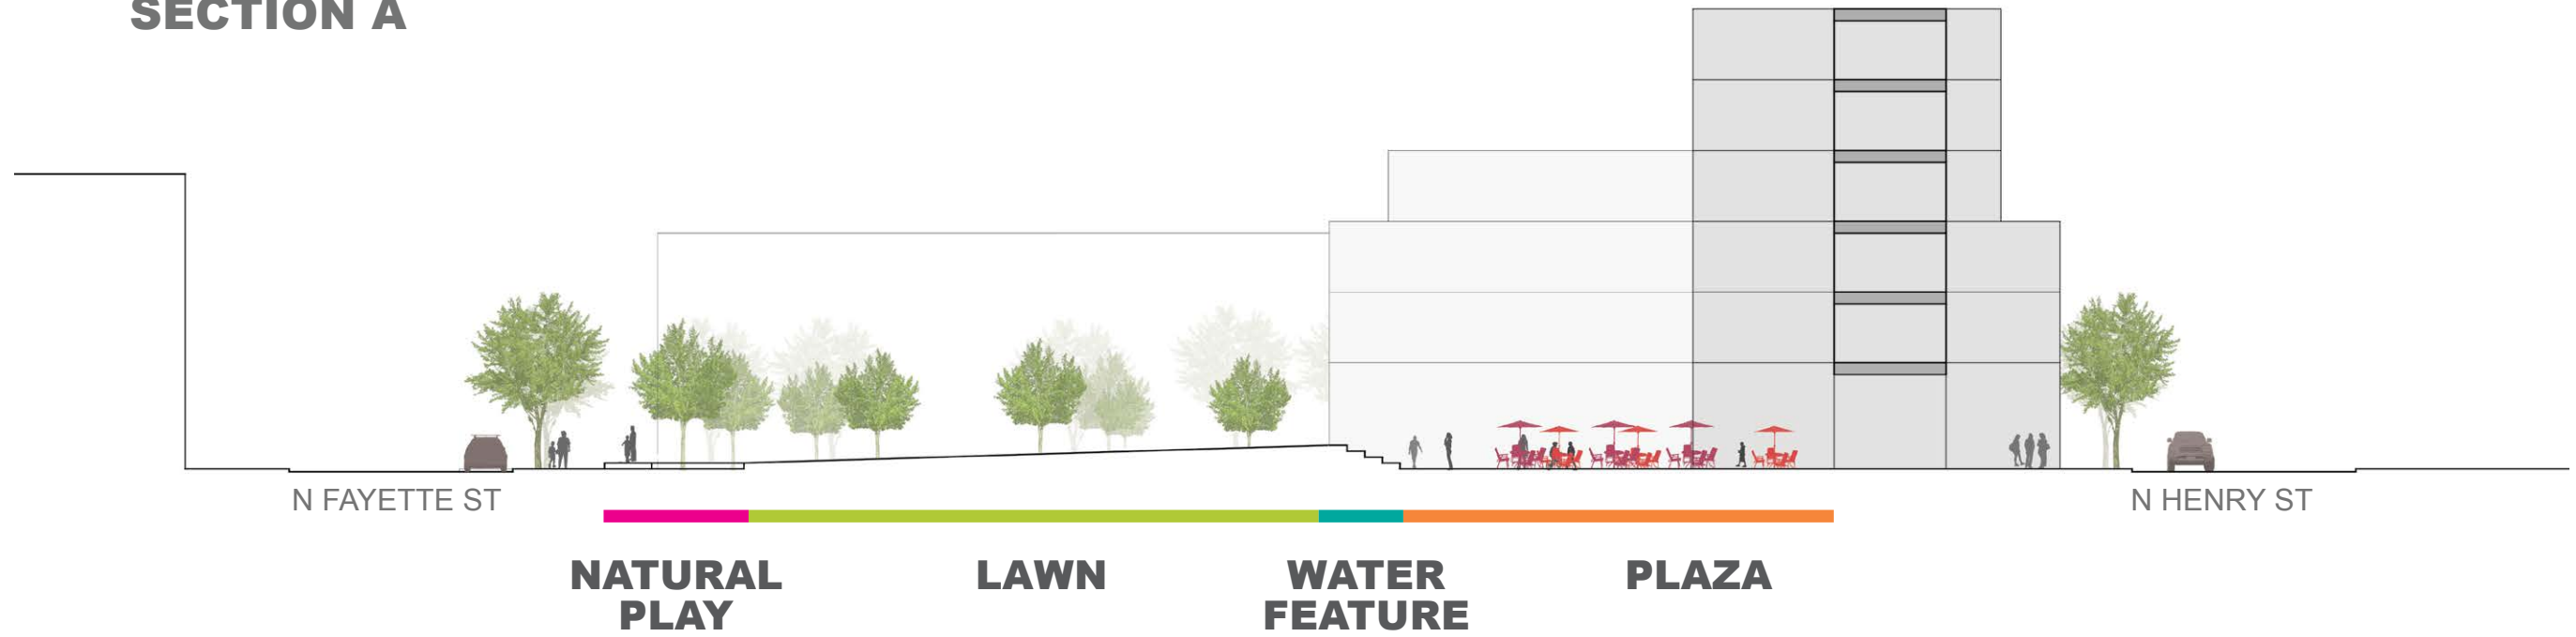 SECTION A
N FAYETTE ST
N HENRY ST
NATURAL
PLAY
LAWN
WATER
FEATURE
PLAZA